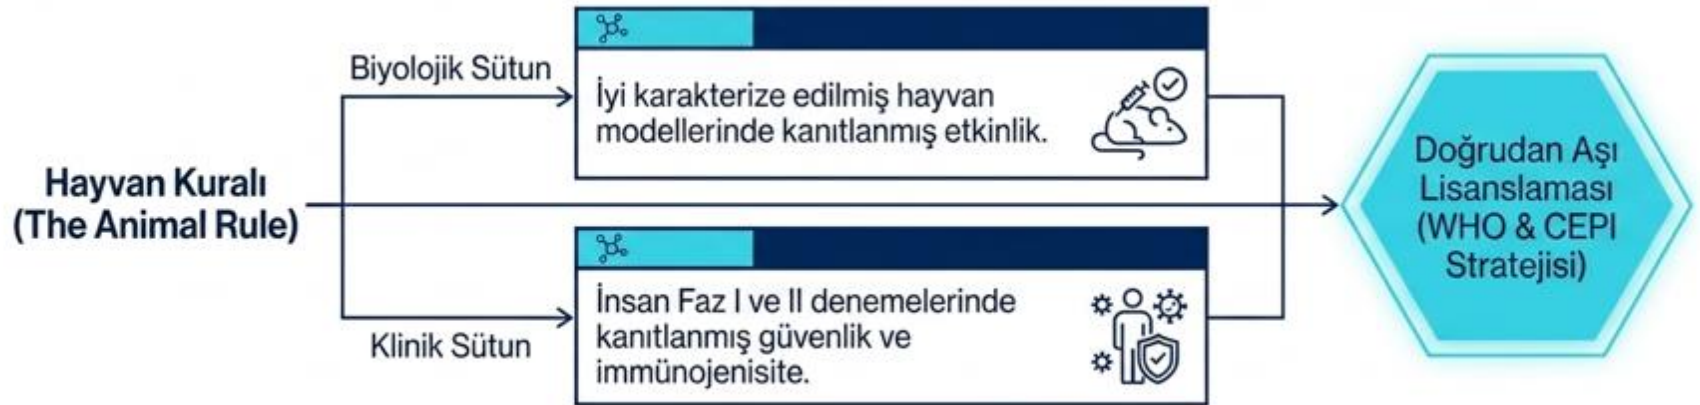 Hayvan Kuralı
(The Animal Rule)
Biyolojik Sütun
İyi karakterize edilmiş hayvan
modellerinde kanıtlanmış etkinlik.
Klinik Sütun
İnsan Faz I ve II denemelerinde
kanıtlanmış güvenlik ve
immünojenisite.
Doğrudan Aşı
Lisanslaması
(WHO & CEPI
Stratejisi)